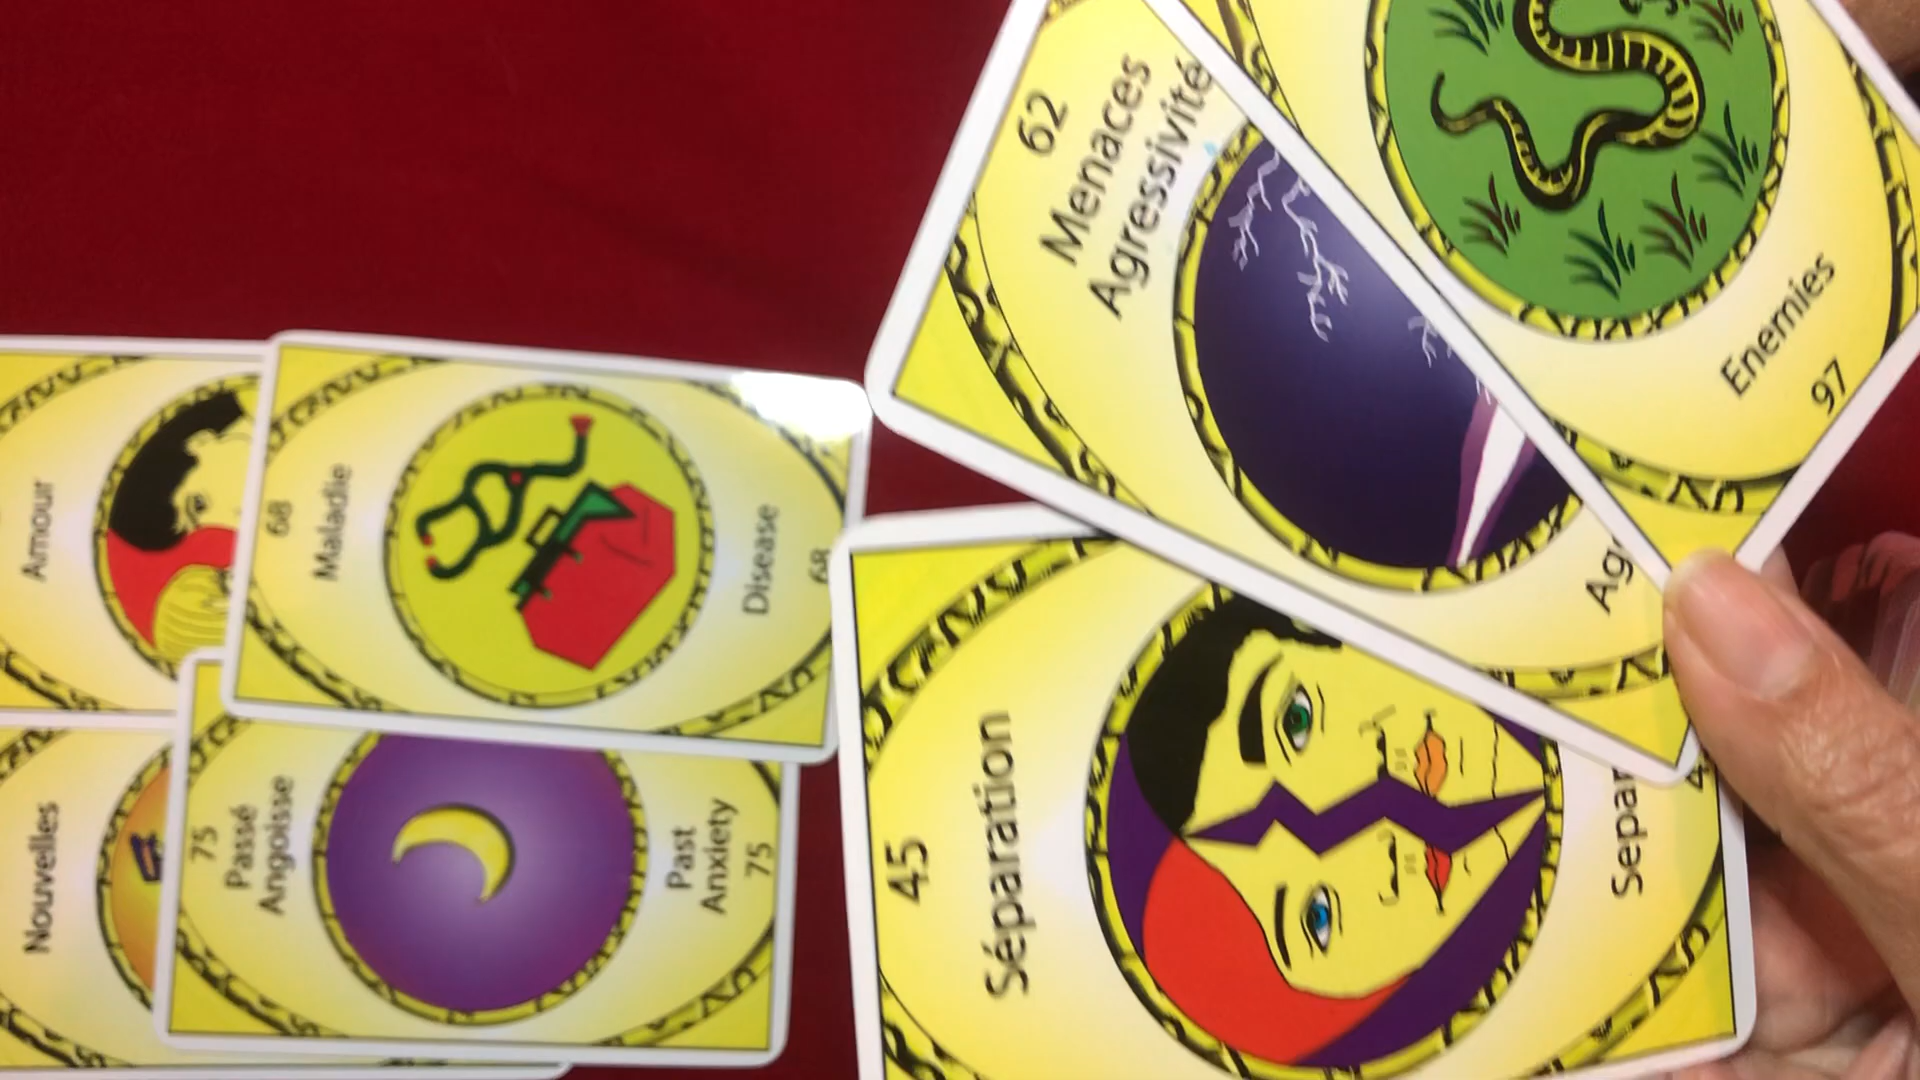 Amour
68
Maladie
Disease
68
Nouvelles
75
Passé
Angoisse
Past
Anxiety
75
62
Menaces
Agressivité
Enemies
97
45
Séparation